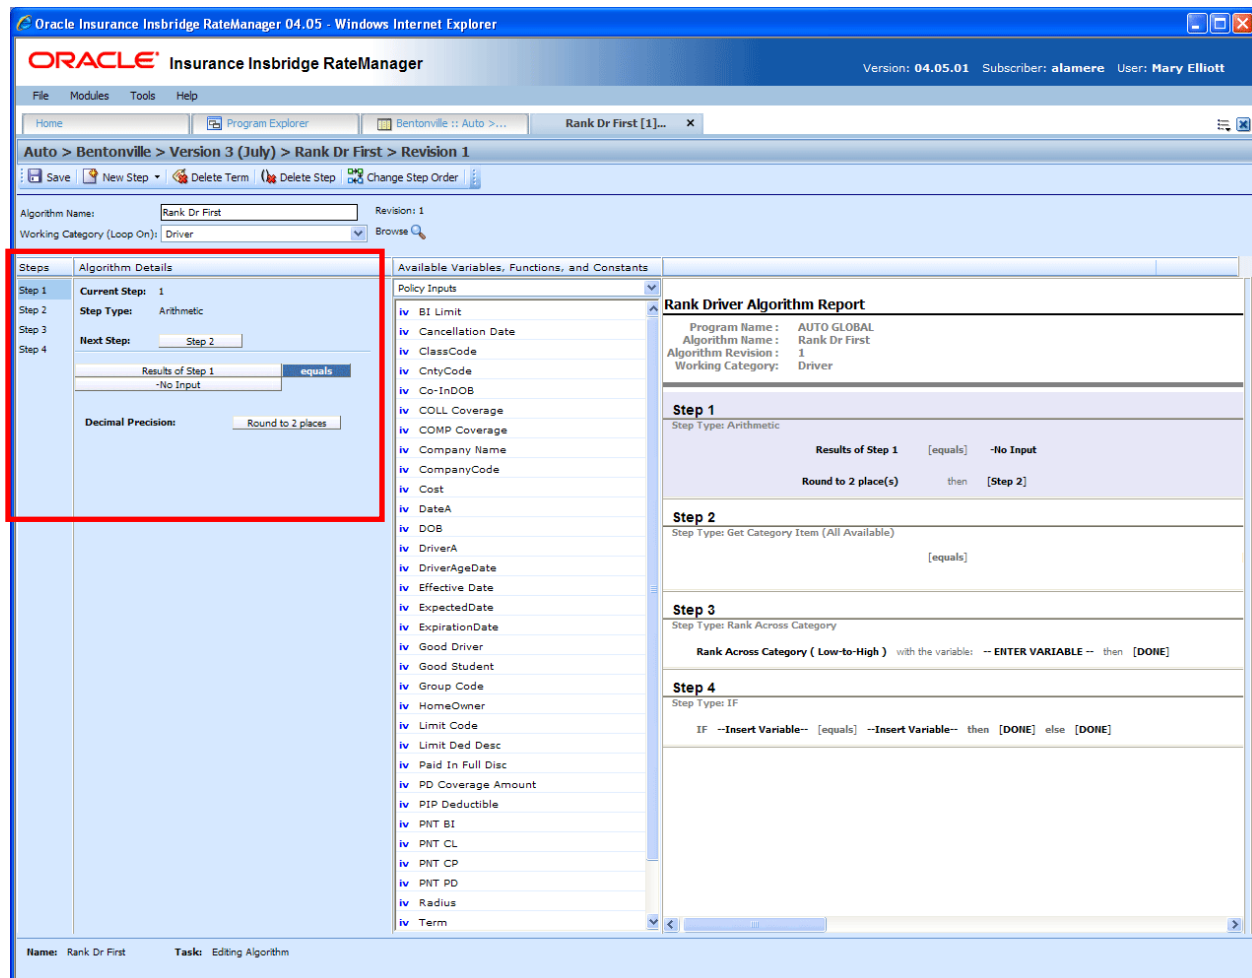 Oracle Insurance Insbridge RateManager 04.05 - Windows Internet Explorer
ORACLE® Insurance Insbridge RateManager
Version: 04.05.01 Subscriber: alamere User: Mary Elliott
File Modules Tools Help
Home Program Explorer Bentonville :: Auto >... Rank Dr First [1]... x
Auto > Bentonville > Version 3 (July) > Rank Dr First > Revision 1
Save New Step Delete Term Delete Step Change Step Order
Algorithm Name: Rank Dr First Revision: 1
Working Category (Loop On): Driver Browse
Steps
Step 1
Step 2
Step 3
Step 4
Algorithm Details
Current Step: 1
Step Type: Arithmetic
Next Step: Step 2
Results of Step 1 equals
-No Input
Decimal Precision: Round to 2 places
Available Variables, Functions, and Constants
Policy Inputs
iv BI Limit
iv Cancellation Date
iv ClassCode
iv CntyCode
iv Co-InDOB
iv COLL Coverage
iv COMP Coverage
iv Company Name
iv CompanyCode
iv Cost
iv DateA
iv DOB
iv DriverA
iv DriverAgeDate
iv Effective Date
iv ExpectedDate
iv ExpirationDate
iv Good Driver
iv Good Student
iv Group Code
iv HomeOwner
iv Limit Code
iv Limit Ded Desc
iv Paid In Full Disc
iv PD Coverage Amount
iv PIP Deductible
iv PNT BI
iv PNT CL
iv PNT CP
iv PNT PD
iv Radius
iv Term
Rank Driver Algorithm Report
Program Name : AUTO GLOBAL
Algorithm Name : Rank Dr First
Algorithm Revision : 1
Working Category: Driver
Step 1
Step Type: Arithmetic
Results of Step 1 [equals] -No Input
Round to 2 place(s) then [Step 2]
Step 2
Step Type: Get Category Item (All Available)
[equals]
Step 3
Step Type: Rank Across Category
Rank Across Category ( Low-to-High ) with the variable: -- ENTER VARIABLE -- then [DONE]
Step 4
Step Type: IF
IF --Insert Variable-- [equals] --Insert Variable-- then [DONE] else [DONE]
Name: Rank Dr First Task: Editing Algorithm